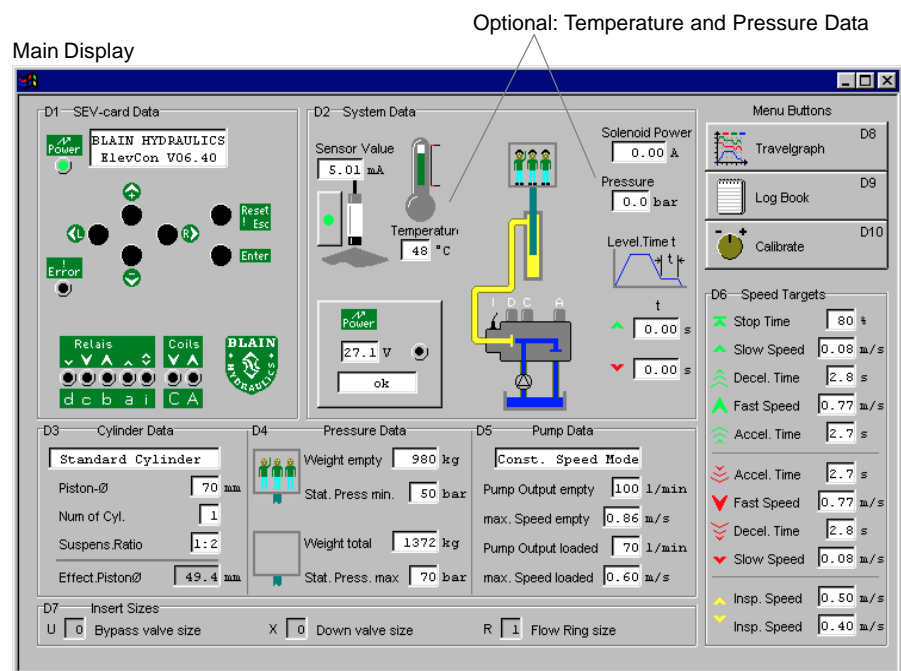 Optional: Temperature and Pressure Data
Main Display
D1 SEV-card Data
Power
BLAIN HYDRAULICS
ElevCon V06.40
L
R
Reset
! Esc
Enter
!
Error
Relais
Coils
d c b a i
C A
BLAIN
HYDRAULICS
D2 System Data
Sensor Value
5.01 mA
Temperature
48 °C
Power
27.1 V
ok
I D C A
Solenoid Power
0.00 A
Pressure
0.0 bar
Level.Time t
t
t
0.00 s
0.00 s
Menu Buttons
Travelgraph D8
Log Book D9
Calibrate D10
D6 Speed Targets
Stop Time 80 %
Slow Speed 0.08 m/s
Decel. Time 2.8 s
Fast Speed 0.77 m/s
Accel. Time 2.7 s
Accel. Time 2.7 s
Fast Speed 0.77 m/s
Decel. Time 2.8 s
Slow Speed 0.08 m/s
Insp. Speed 0.50 m/s
Insp. Speed 0.40 m/s
D3 Cylinder Data
Standard Cylinder
Piston-Ø 70 mm
Num of Cyl. 1
Suspens.Ratio 1:2
Effect.PistonØ 49.4 mm
D4 Pressure Data
Weight empty 980 kg
Stat. Press min. 50 bar
Weight total 1372 kg
Stat. Press. max 70 bar
D5 Pump Data
Const. Speed Mode
Pump Output empty 100 l/min
max. Speed empty 0.86 m/s
Pump Output loaded 70 l/min
max. Speed loaded 0.60 m/s
D7 Insert Sizes
U 0 Bypass valve size X 0 Down valve size R 1 Flow Ring size